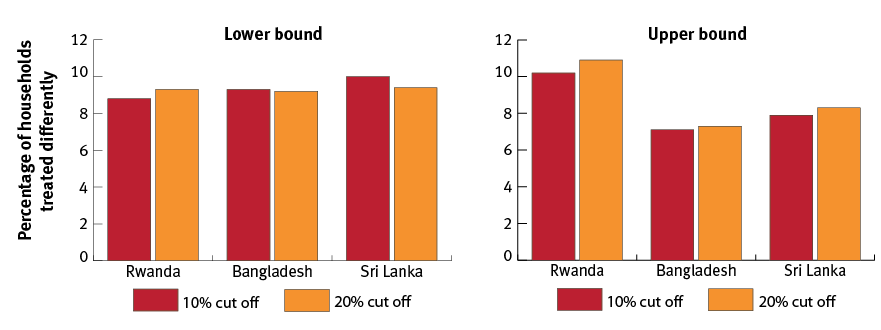 Lower bound
Percentage of households
treated differently
12
10
8
6
4
2
0
Rwanda
Bangladesh
Sri Lanka
10% cut off
20% cut off
Upper bound
12
10
8
6
4
2
0
Rwanda
Bangladesh
Sri Lanka
10% cut off
20% cut off